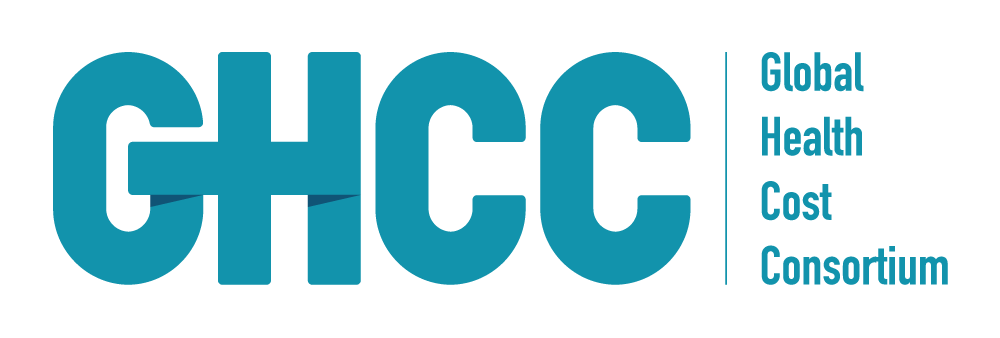 GHCC
Global
Health
Cost
Consortium